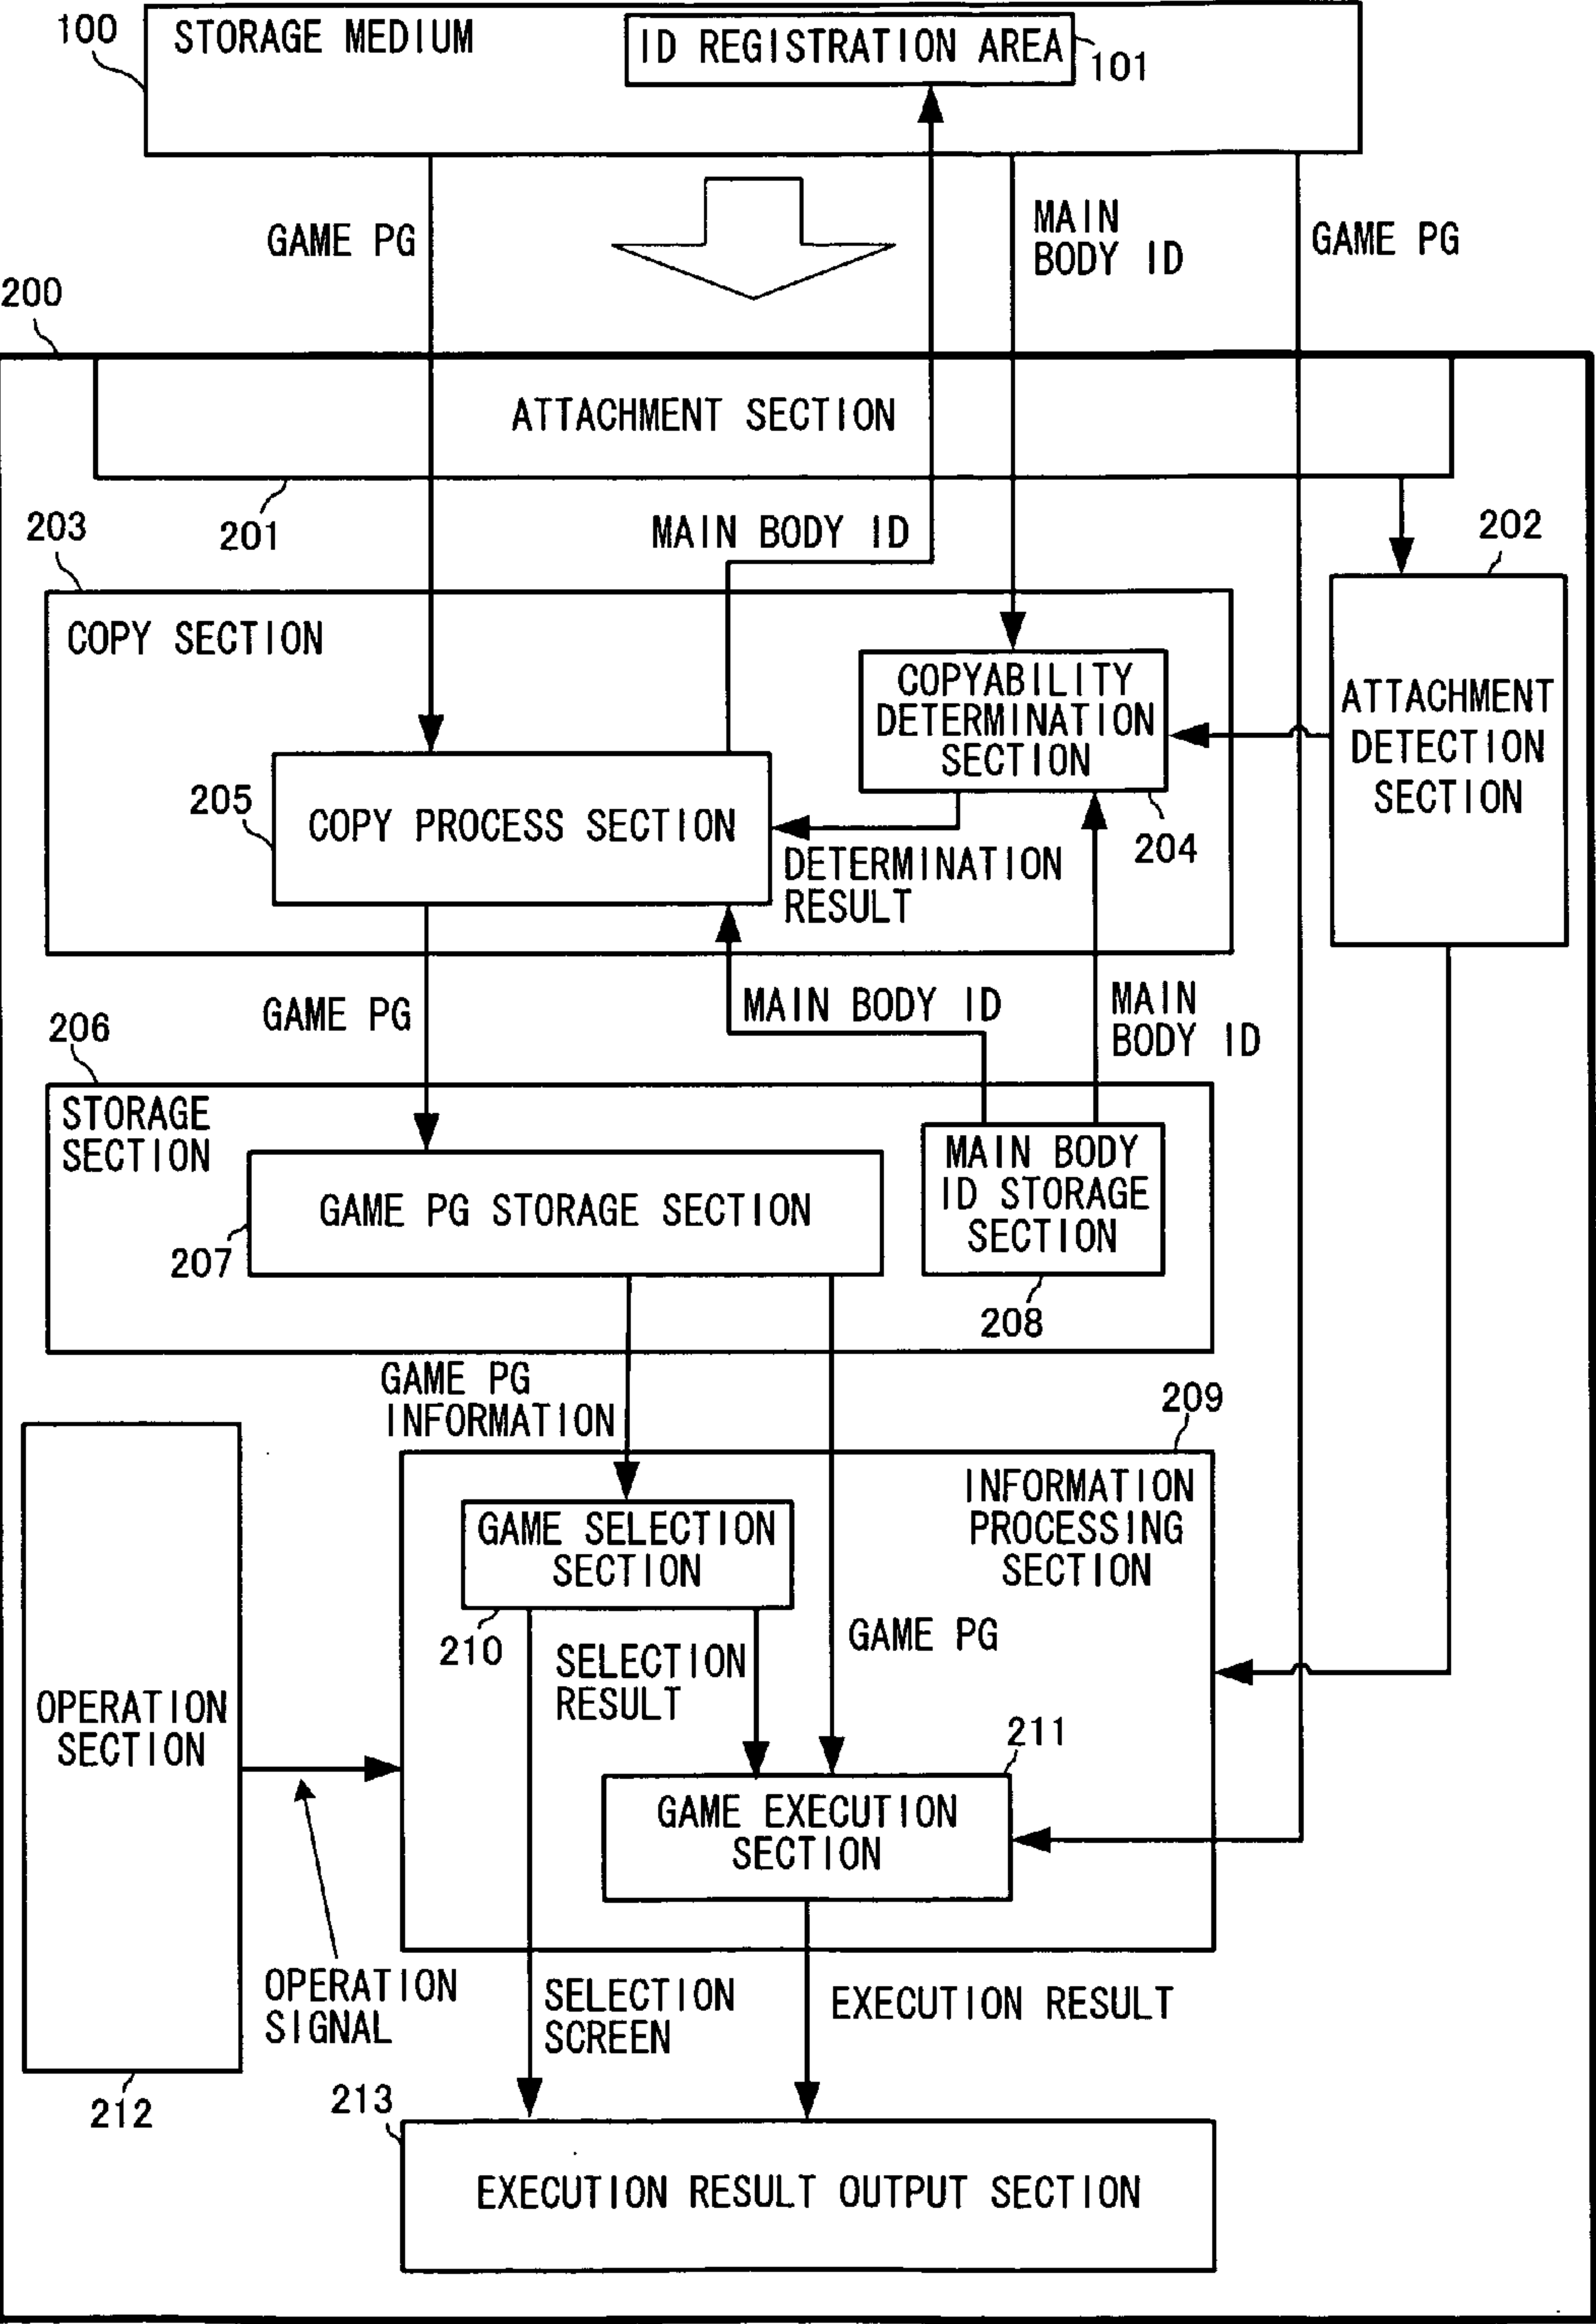 100
STORAGE MEDIUM
ID REGISTRATION AREA
101
GAME PG
MAIN
BODY ID
GAME PG
200
ATTACHMENT SECTION
201
203
MAIN BODY ID
202
COPY SECTION
COPYABILITY
DETERMINATION
SECTION
ATTACHMENT
DETECTION
SECTION
205
COPY PROCESS SECTION
204
DETERMINATION
RESULT
GAME PG
MAIN BODY ID
MAIN
BODY ID
206
STORAGE
SECTION
GAME PG STORAGE SECTION
207
MAIN BODY
ID STORAGE
SECTION
208
GAME PG
INFORMATION
209
INFORMATION
PROCESSING
SECTION
GAME SELECTION
SECTION
210
SELECTION
RESULT
GAME PG
OPERATION
SECTION
211
GAME EXECUTION
SECTION
OPERATION
SIGNAL
SELECTION
SCREEN
EXECUTION RESULT
212
213
EXECUTION RESULT OUTPUT SECTION